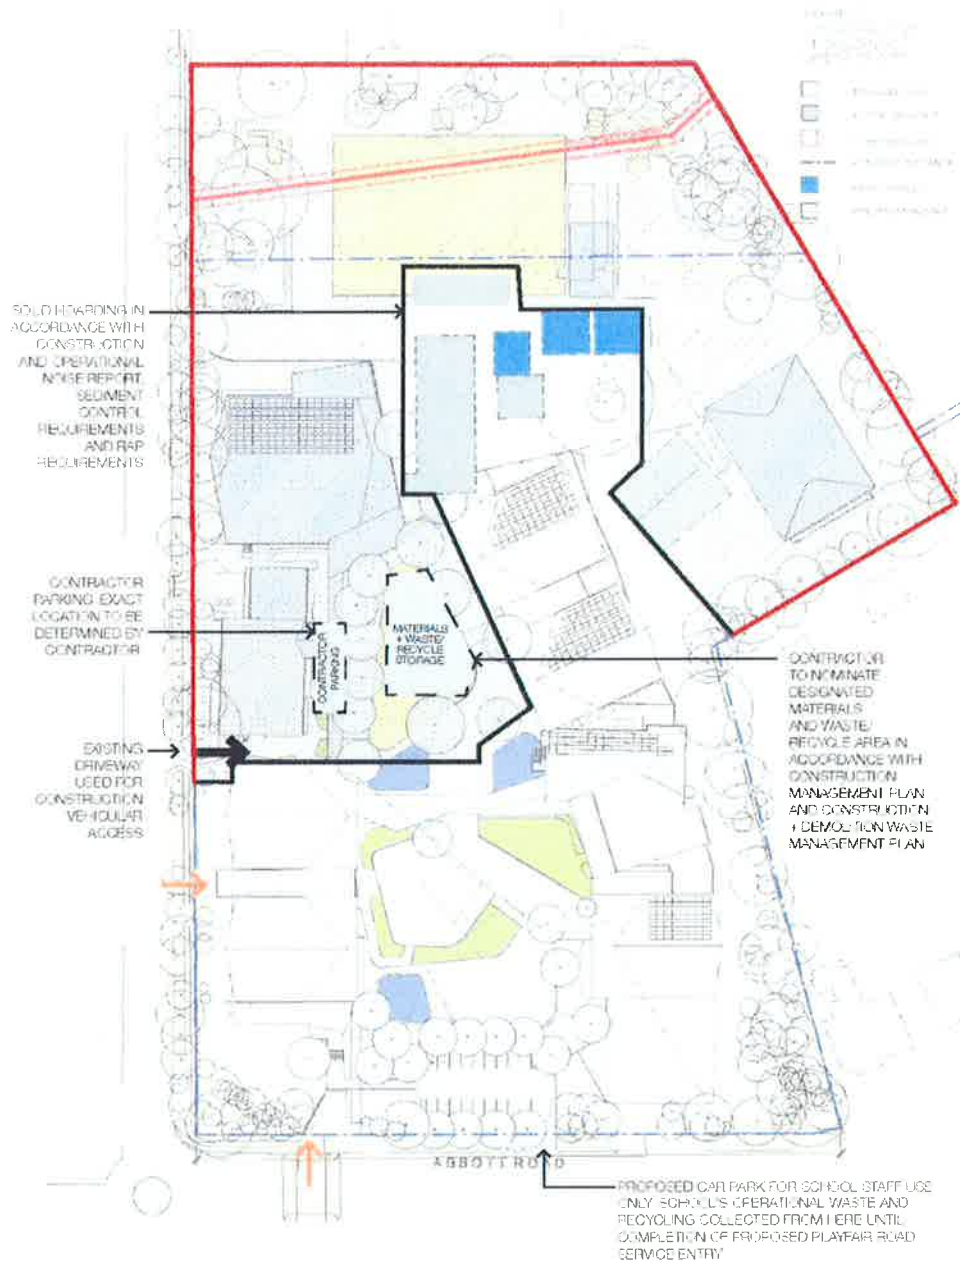 SOLID HOARDING IN
ACCORDANCE WITH
CONSTRUCTION
AND OPERATIONAL
NOISE REPORT,
SEDIMENT
CONTROL
REQUIREMENTS
AND RAP
REQUIREMENTS
CONTRACTOR
PARKING EXACT
LOCATION TO BE
DETERMINED BY
CONTRACTOR
CONTRACTOR
PARKING
MATERIALS
+ WASTE/
RECYCLE
STORAGE
CONTRACTOR
TO NOMINATE
DESIGNATED
MATERIALS
AND WASTE/
RECYCLE AREA IN
ACCORDANCE WITH
CONSTRUCTION
MANAGEMENT PLAN
AND CONSTRUCTION
+ DEMOLITION WASTE
MANAGEMENT PLAN
EXISTING
DRIVEWAY
USED FOR
CONSTRUCTION
VEHICULAR
ACCESS
ABBOTT ROAD
PROPOSED CAR PARK FOR SCHOOL STAFF USE
ONLY. SCHOOL'S OPERATIONAL WASTE AND
RECYCLING COLLECTED FROM HERE UNTIL
COMPLETION OF PROPOSED PLAYFAIR ROAD
SERVICE ENTRY